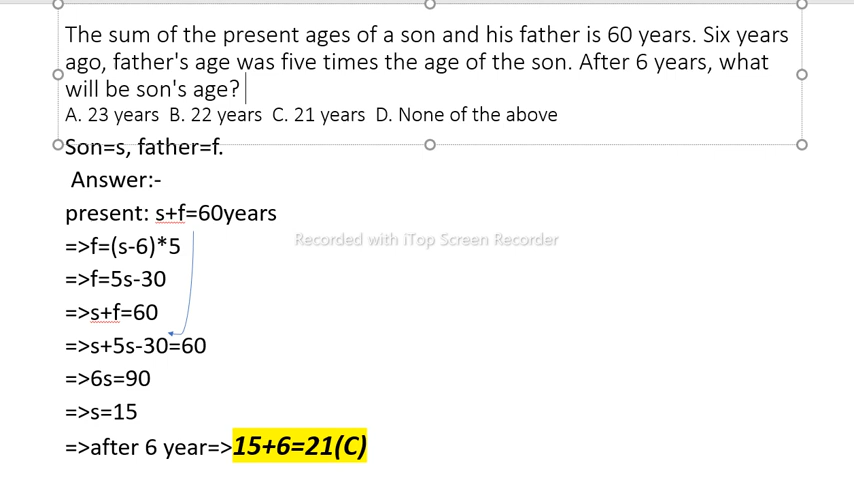 The sum of the present ages of a son and his father is 60 years. Six years
ago, father's age was five times the age of the son. After 6 years, what
will be son's age?
A. 23 years  B. 22 years  C. 21 years  D. None of the above
Son=s, father=f.
Answer:-
present: s+f=60years
Recorded with iTop Screen Recorder
=>f=(s-6)*5
=>f=5s-30
=>s+f=60
=>s+5s-30=60
=>6s=90
=>s=15
=>after 6 year=>15+6=21(C)